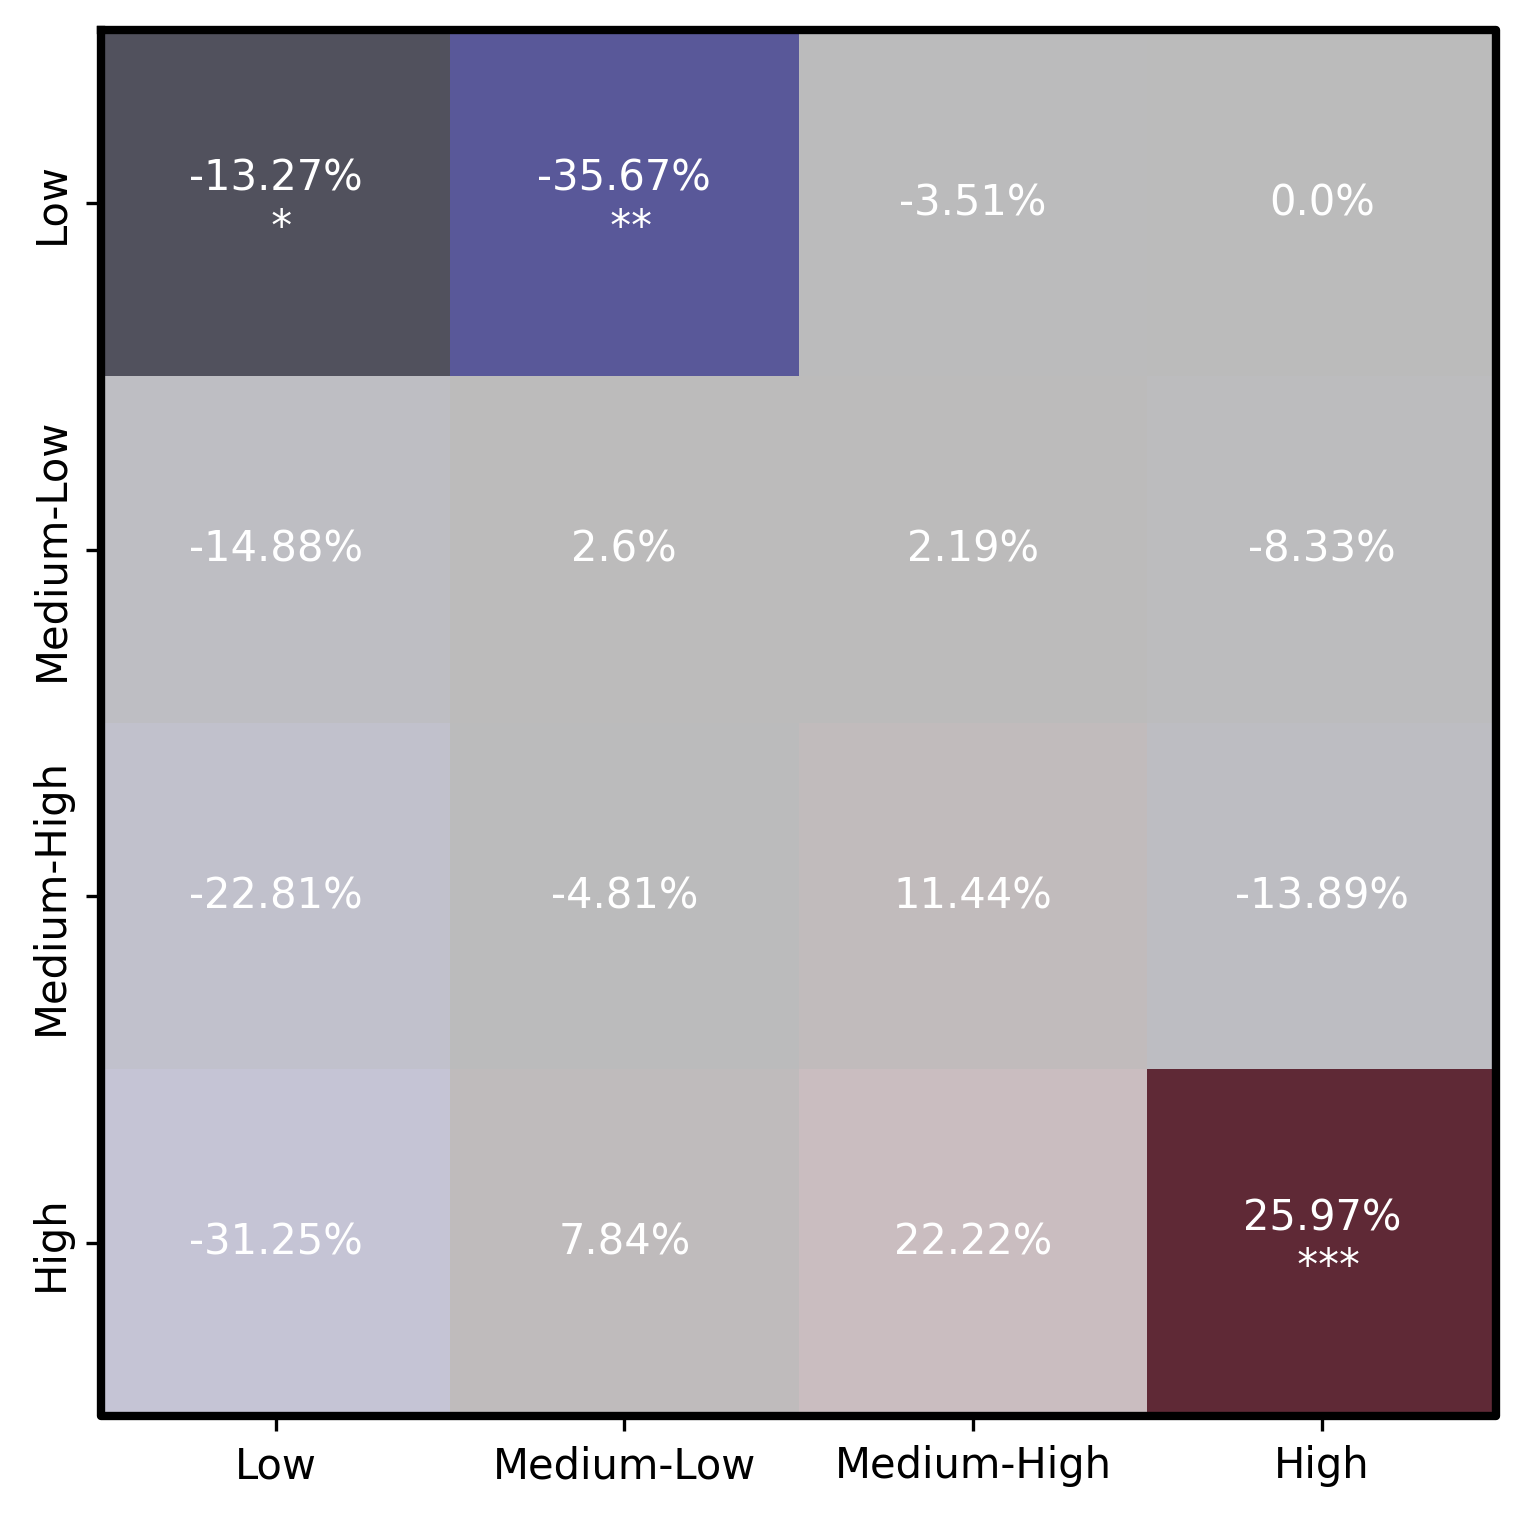 Low
-13.27%
*
-35.67%
**
-3.51%
0.0%
Medium-Low
-14.88%
2.6%
2.19%
-8.33%
Medium-High
-22.81%
-4.81%
11.44%
-13.89%
High
-31.25%
7.84%
22.22%
25.97%
***
Low
Medium-Low
Medium-High
High